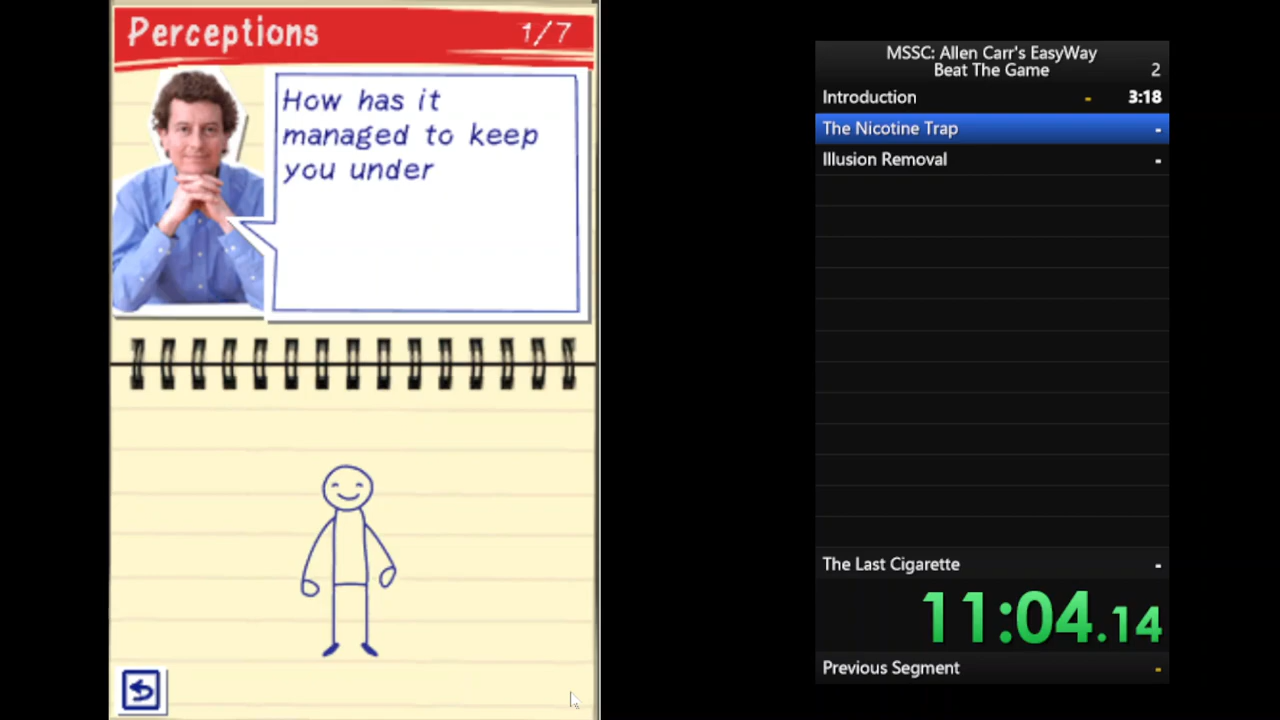 Perceptions 1/7
How has it
managed to keep
you under
MSSC: Allen Carr's EasyWay
Beat The Game 2
Introduction - 3:18
The Nicotine Trap -
Illusion Removal -
The Last Cigarette -
11:04.14
Previous Segment -